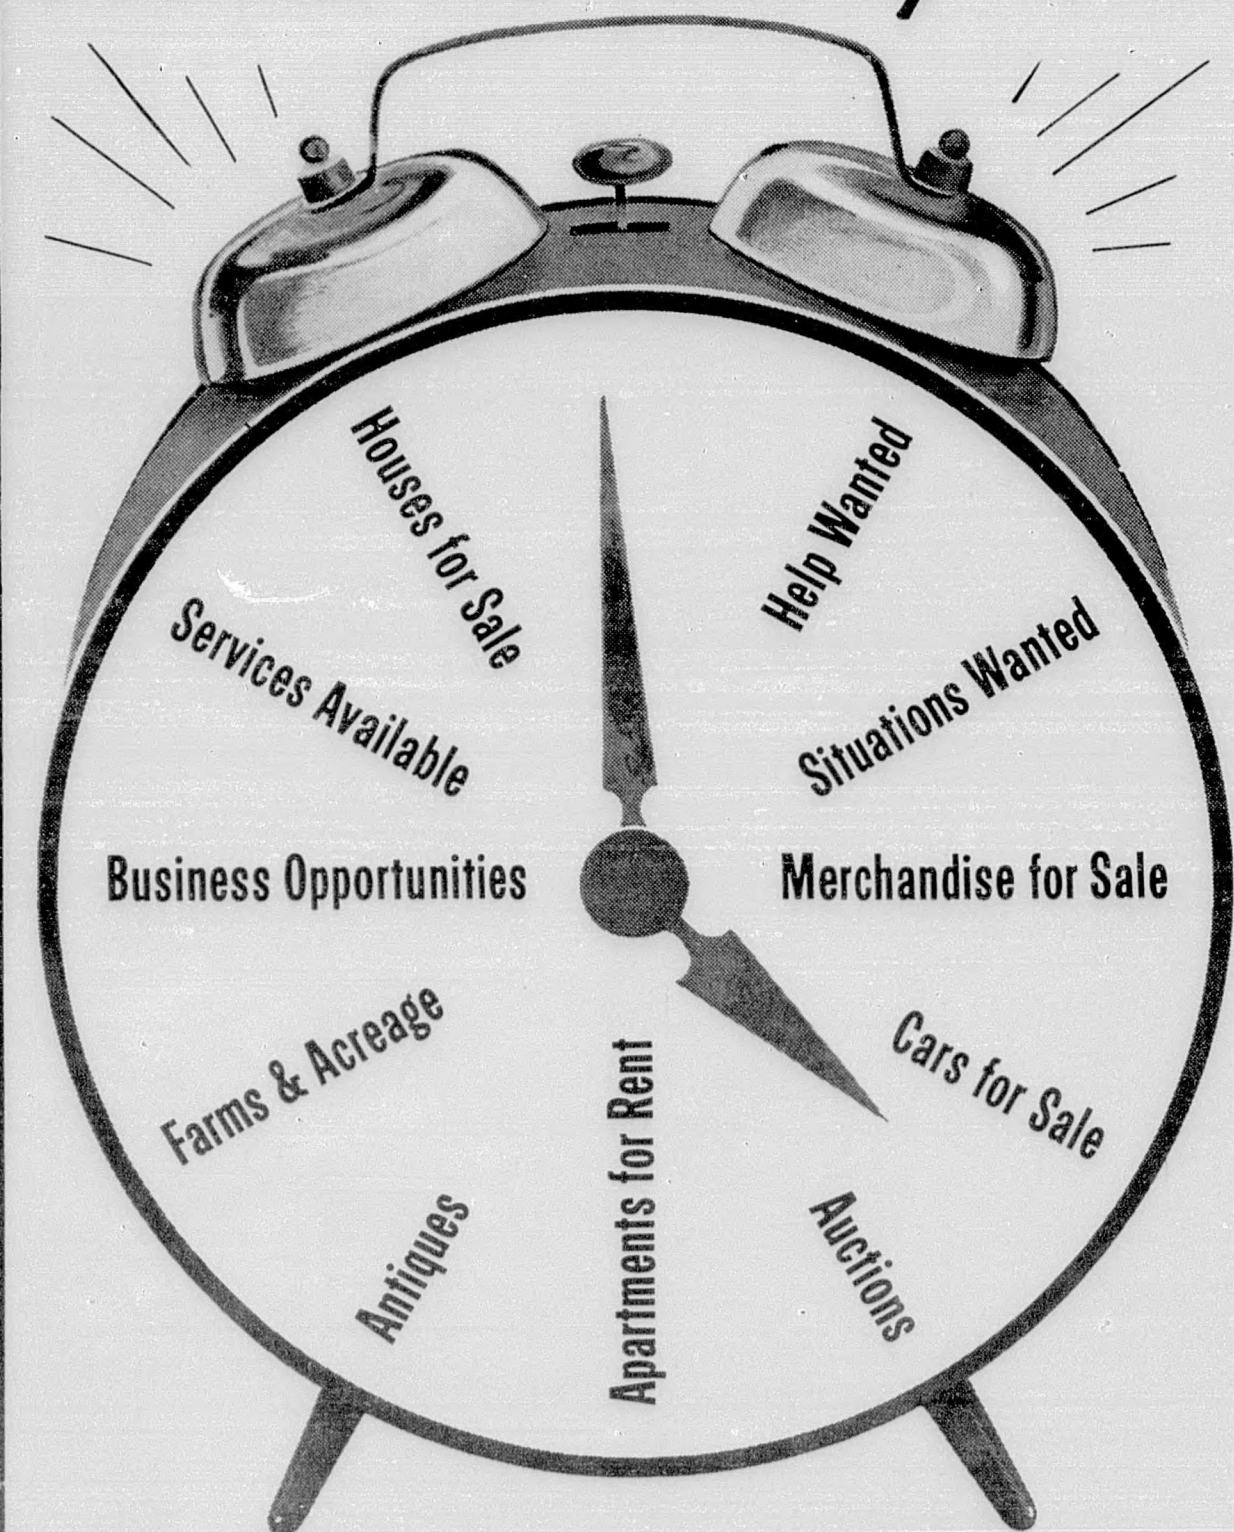 Help Wanted
Situations Wanted
Merchandise for Sale
Cars for Sale
Auctions
Apartments for Rent
Antiques
Farms & Acreage
Business Opportunities
Services Available
Houses for Sale